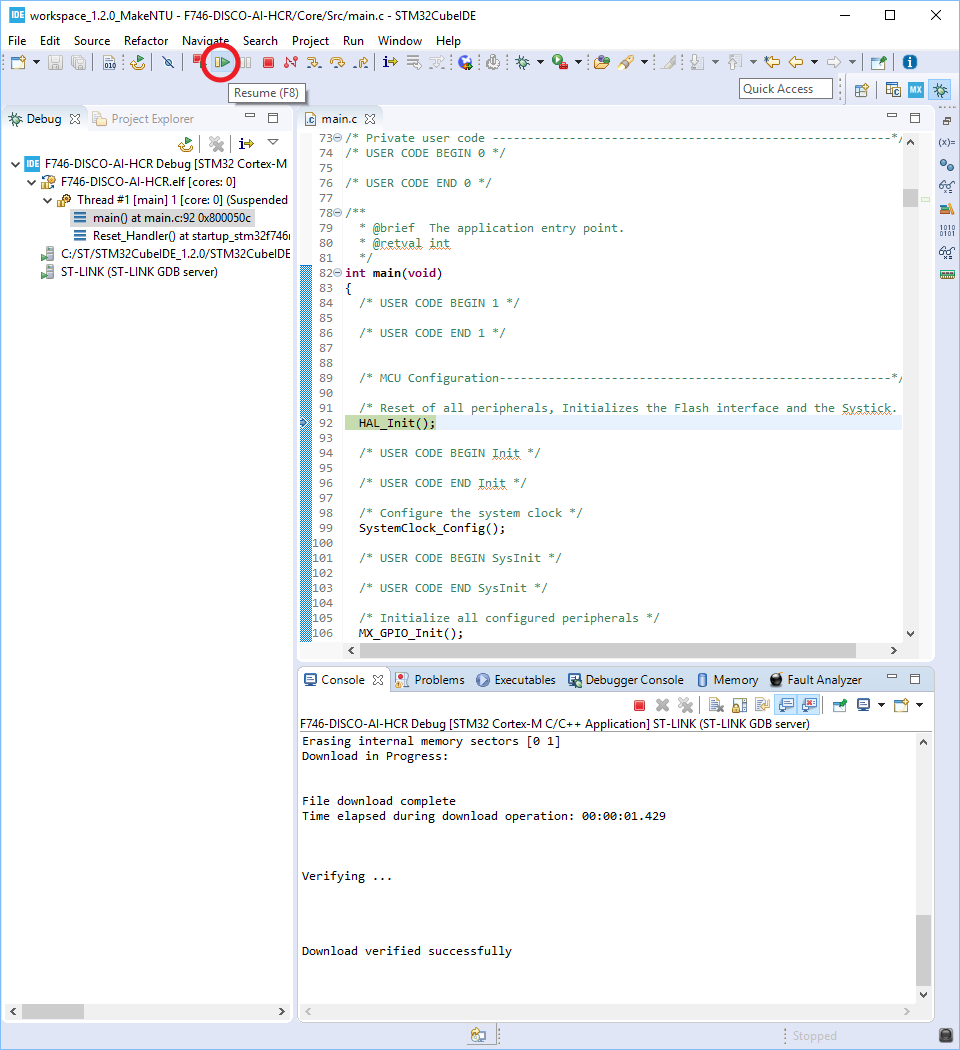 IDE workspace_1.2.0_MakeNTU - F746-DISCO-AI-HCR/Core/Src/main.c - STM32CubeIDE
File Edit Source Refactor Navigate Search Project Run Window Help
Resume (F8)
Quick Access
MX
Debug Project Explorer
IDE F746-DISCO-AI-HCR Debug [STM32 Cortex-M
F746-DISCO-AI-HCR.elf [cores: 0]
Thread #1 [main] 1 [core: 0] (Suspended
main() at main.c:92 0x800050c
Reset_Handler() at startup_stm32f746n
C:/ST/STM32CubeIDE_1.2.0/STM32CubeIDE
ST-LINK (ST-LINK GDB server)
main.c
73 /* Private user code ---------------------------------------------------------*/
74 /* USER CODE BEGIN 0 */
75
76 /* USER CODE END 0 */
77
78 /**
79 * @brief  The application entry point.
80 * @retval int
81 */
82 int main(void)
83 {
84 /* USER CODE BEGIN 1 */
85
86 /* USER CODE END 1 */
87
88
89 /* MCU Configuration--------------------------------------------------------*/
90
91 /* Reset of all peripherals, Initializes the Flash interface and the Systick.
92 HAL_Init();
93
94 /* USER CODE BEGIN Init */
95
96 /* USER CODE END Init */
97
98 /* Configure the system clock */
99 SystemClock_Config();
100
101 /* USER CODE BEGIN SysInit */
102
103 /* USER CODE END SysInit */
104
105 /* Initialize all configured peripherals */
106 MX_GPIO_Init();
Console Problems Executables Debugger Console Memory Fault Analyzer
F746-DISCO-AI-HCR Debug [STM32 Cortex-M C/C++ Application] ST-LINK (ST-LINK GDB server)
Erasing internal memory sectors [0 1]
Download in Progress:
File download complete
Time elapsed during download operation: 00:00:01.429
Verifying ...
Download verified successfully
Stopped